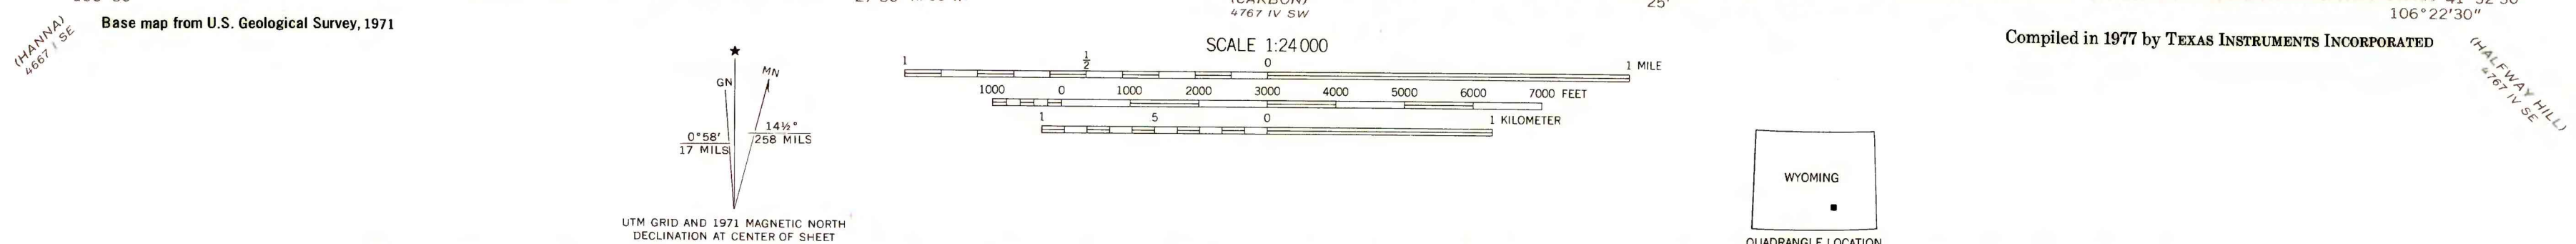 25'
4767 IV SW
106°22'30"
(HANNA)
4667 I SE
Base map from U.S. Geological Survey, 1971
Compiled in 1977 by TEXAS INSTRUMENTS INCORPORATED
(HALFWAY HILL)
4767 IV SE
SCALE 1:24 000
1 ½ 0 1 MILE
1000 0 1000 2000 3000 4000 5000 6000 7000 FEET
1 5 0 1 KILOMETER
GN MN
0°58'
17 MILS
14½°
258 MILS
UTM GRID AND 1971 MAGNETIC NORTH
DECLINATION AT CENTER OF SHEET
WYOMING
QUADRANGLE LOCATION